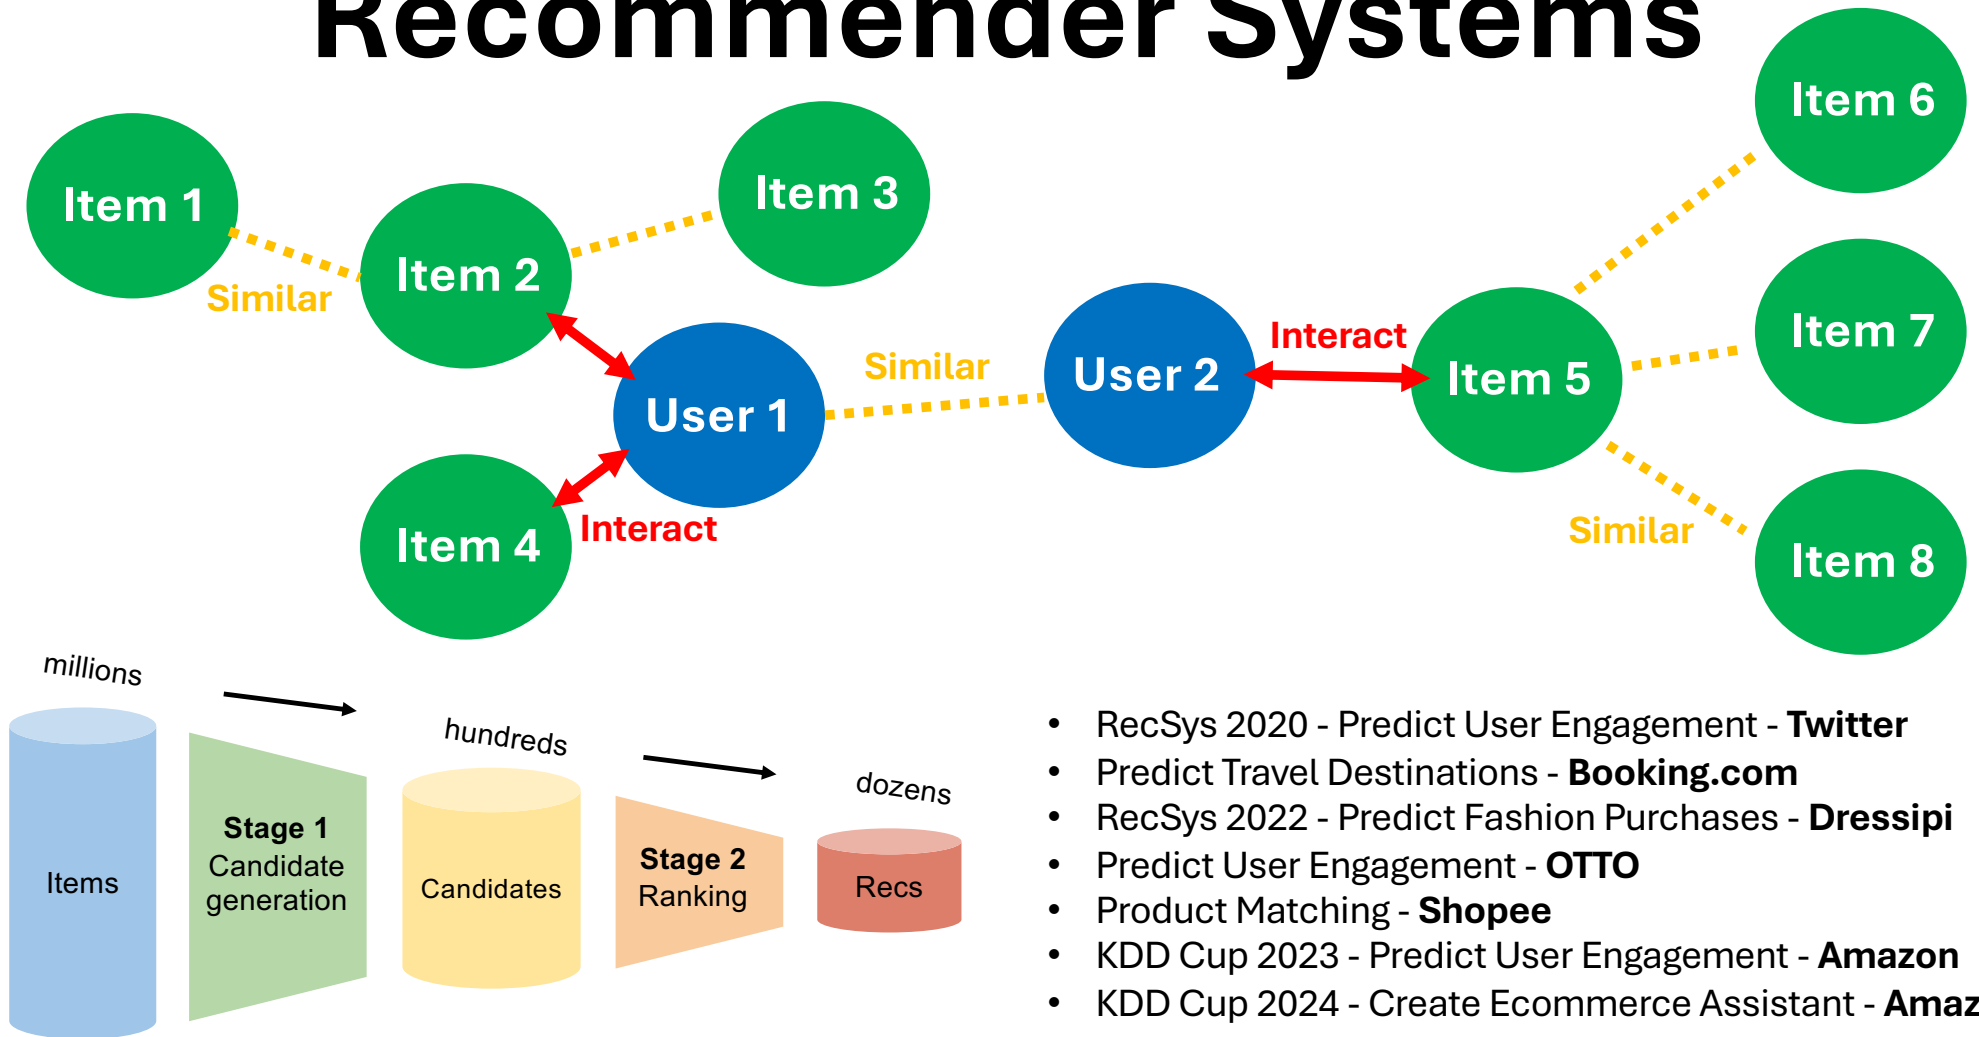 Recommender Systems
Item 6
Item 1
Item 3
Item 2
Similar
Item 7
Interact
Similar
User 2
Item 5
User 1
Similar
Interact
Item 4
Item 8
millions
hundreds
dozens
Items
Stage 1
Candidate
generation
Candidates
Stage 2
Ranking
Recs
• RecSys 2020 - Predict User Engagement - Twitter
• Predict Travel Destinations - Booking.com
• RecSys 2022 - Predict Fashion Purchases - Dressipi
• Predict User Engagement - OTTO
• Product Matching - Shopee
• KDD Cup 2023 - Predict User Engagement - Amazon
• KDD Cup 2024 - Create Ecommerce Assistant - Amaz